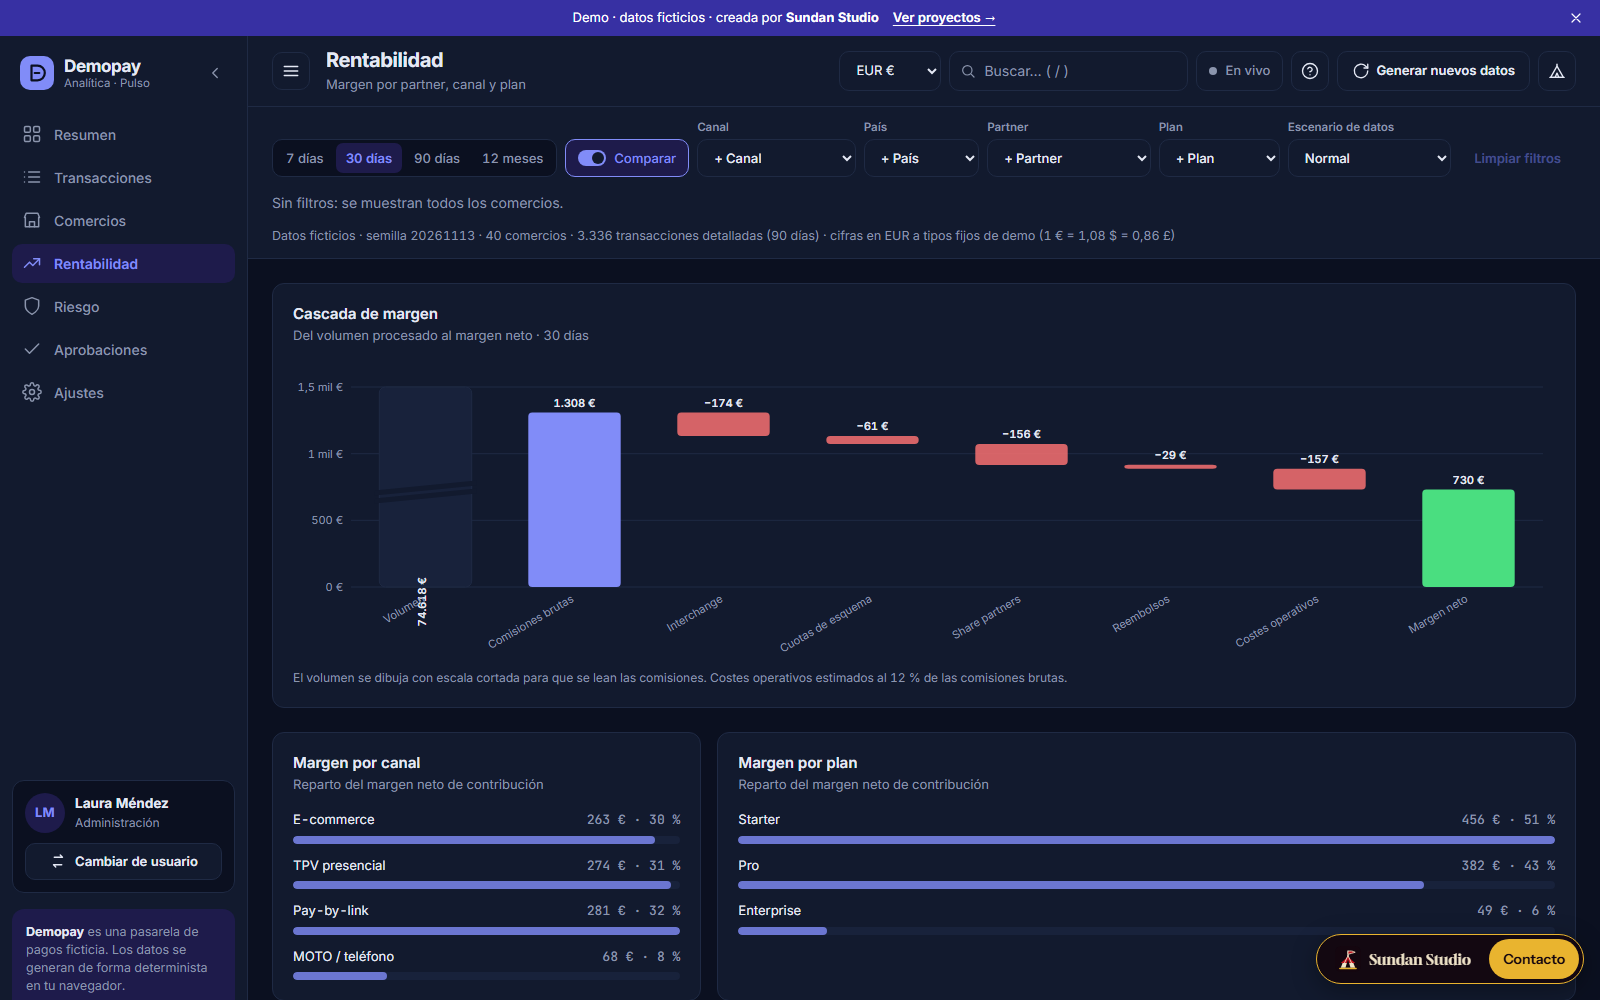 Demo · datos ficticios · creada por Sundan Studio Ver proyectos →
Demopay
Analítica · Pulso
Resumen
Transacciones
Comercios
Rentabilidad
Riesgo
Aprobaciones
Ajustes
LM
Laura Méndez
Administración
Cambiar de usuario
Demopay es una pasarela de
pagos ficticia. Los datos se
generan de forma determinista
en tu navegador.
Rentabilidad
Margen por partner, canal y plan
EUR €
Buscar... ( / )
En vivo
Generar nuevos datos
7 días
30 días
90 días
12 meses
Comparar
Canal
+ Canal
País
+ País
Partner
+ Partner
Plan
+ Plan
Escenario de datos
Normal
Limpiar filtros
Sin filtros: se muestran todos los comercios.
Datos ficticios · semilla 20261113 · 40 comercios · 3.336 transacciones detalladas (90 días) · cifras en EUR a tipos fijos de demo (1 € = 1,08 $ = 0,86 £)
Cascada de margen
Del volumen procesado al margen neto · 30 días
1,5 mil €
1 mil €
500 €
0 €
74.618 €
1.308 €
−174 €
−61 €
−156 €
−29 €
−157 €
730 €
Volumen
Comisiones brutas
Interchange
Cuotas de esquema
Share partners
Reembolsos
Costes operativos
Margen neto
El volumen se dibuja con escala cortada para que se lean las comisiones. Costes operativos estimados al 12 % de las comisiones brutas.
Margen por canal
Reparto del margen neto de contribución
E-commerce 263 € · 30 %
TPV presencial 274 € · 31 %
Pay-by-link 281 € · 32 %
MOTO / teléfono 68 € · 8 %
Margen por plan
Reparto del margen neto de contribución
Starter 456 € · 51 %
Pro 382 € · 43 %
Enterprise 49 € · 6 %
Sundan Studio
Contacto